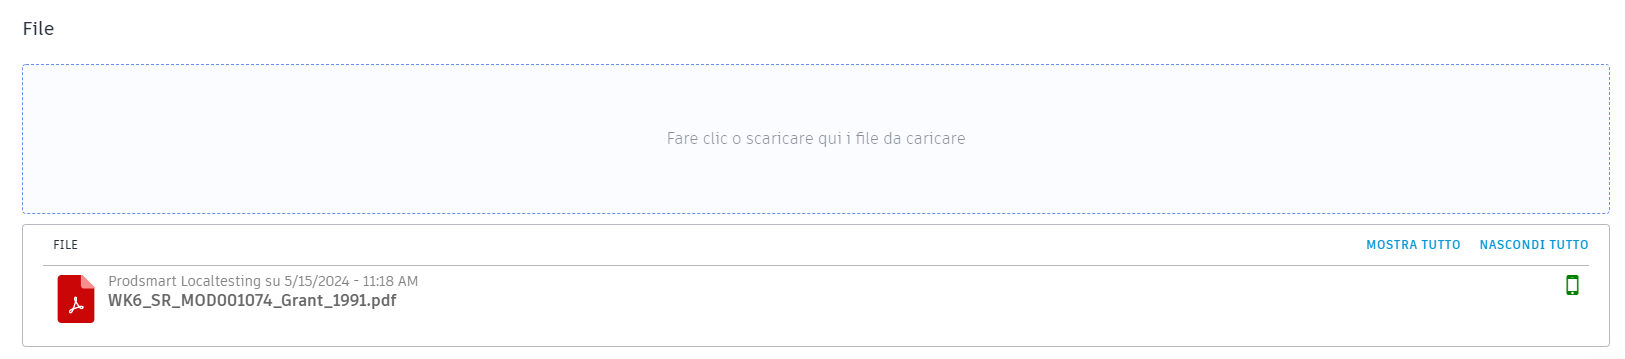 File
Fare clic o scaricare qui i file da caricare
FILE MOSTRA TUTTO NASCONDI TUTTO
Prodsmart Localtesting su 5/15/2024 - 11:18 AM
WK6_SR_MOD001074_Grant_1991.pdf